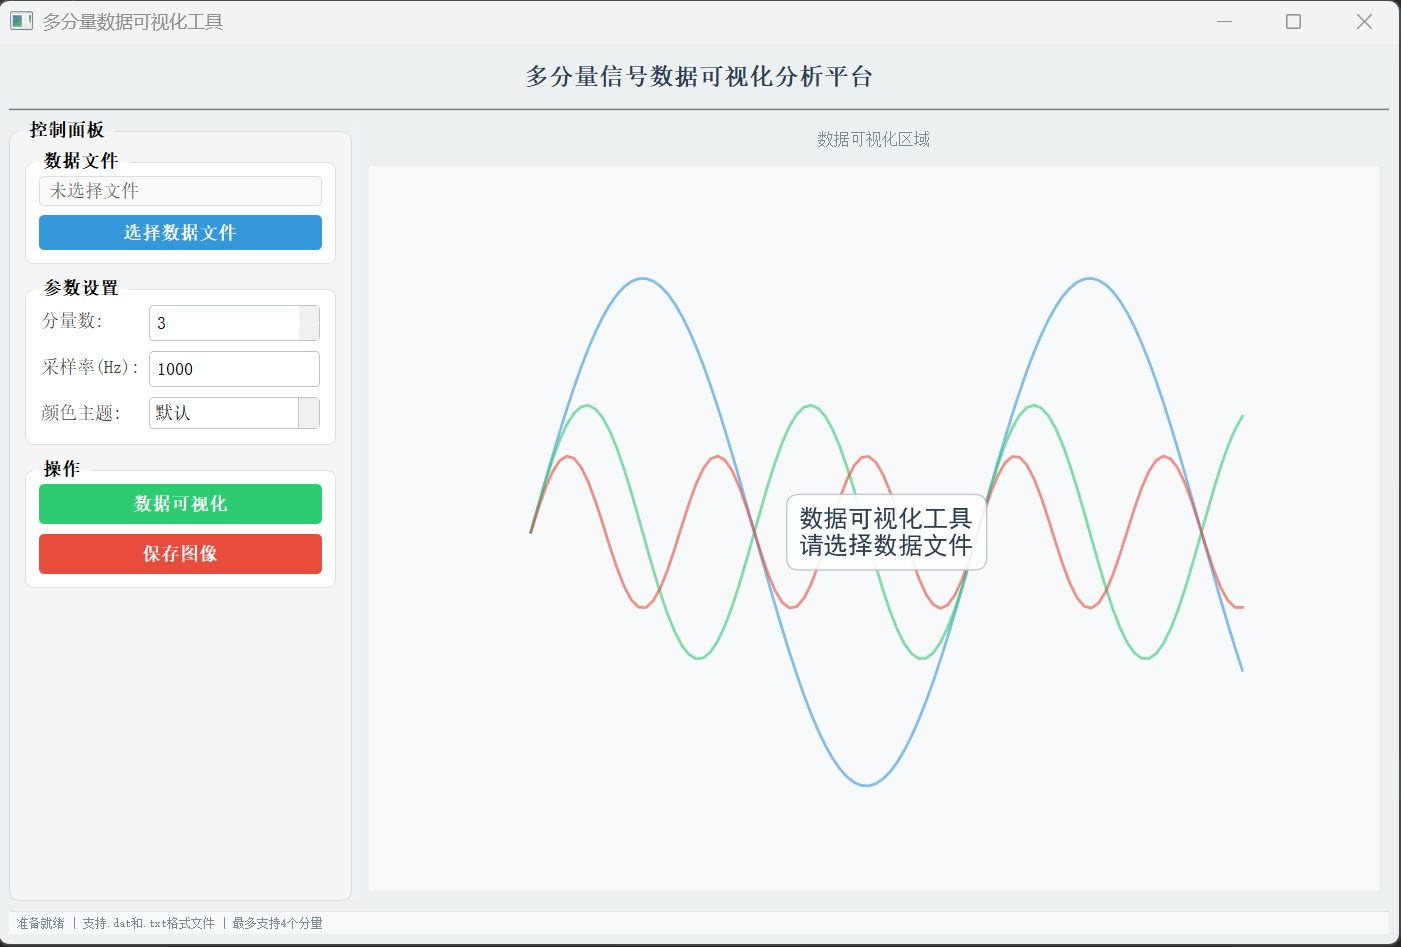 多分量数据可视化工具
多分量信号数据可视化分析平台
控制面板
数据文件
未选择文件
选择数据文件
参数设置
分量数:
3
采样率(Hz):
1000
颜色主题:
默认
操作
数据可视化
保存图像
数据可视化区域
数据可视化工具
请选择数据文件
准备就绪 | 支持.dat和.txt格式文件 | 最多支持4个分量